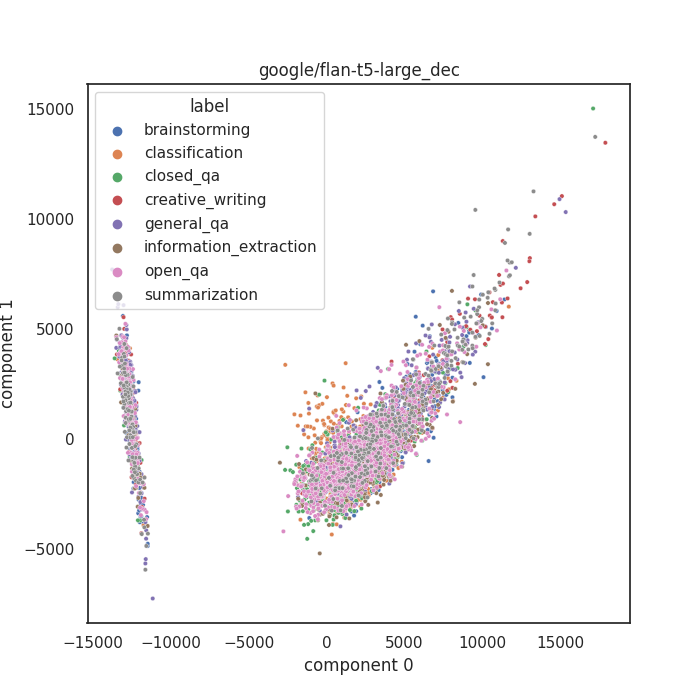 google/flan-t5-large_dec
label
brainstorming
classification
closed_qa
creative_writing
general_qa
information_extraction
open_qa
summarization
15000
10000
5000
0
−5000
component 1
−15000 −10000 −5000 0 5000 10000 15000
component 0